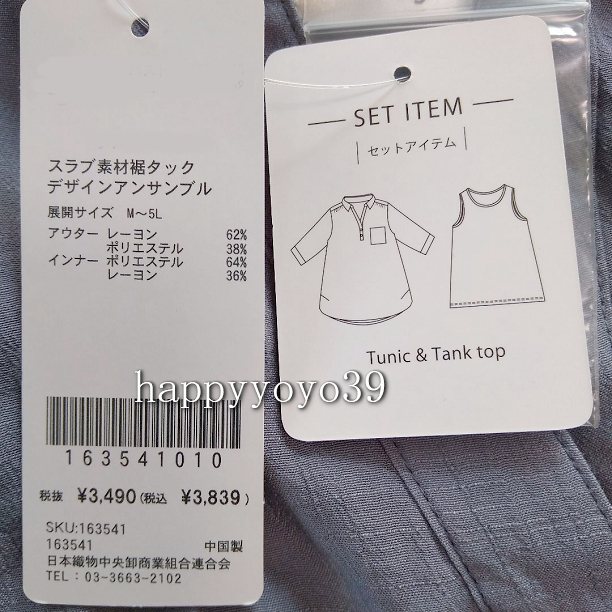 スラブ素材裾タック
デザインアンサンブル
展開サイズ M～5L
アウター レーヨン 62%
ポリエステル 38%
インナー ポリエステル 64%
レーヨン 36%
163541010
税抜 ¥3,490(税込 ¥3,839)
SKU:163541
163541 中国製
日本織物中央卸商業組合連合会
TEL : 03-3663-2102
SET ITEM
セットアイテム
Tunic & Tank top
happyyoyo39